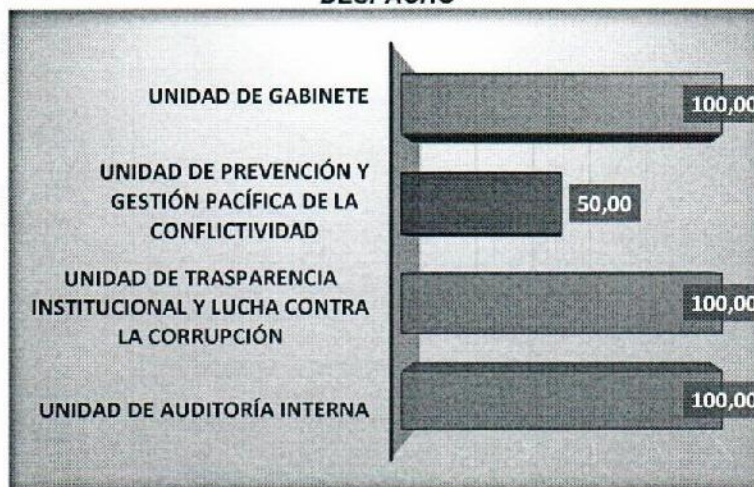 DESPACHO
UNIDAD DE GABINETE
100,00
UNIDAD DE PREVENCIÓN Y
GESTIÓN PACÍFICA DE LA
CONFLICTIVIDAD
50,00
UNIDAD DE TRASPARENCIA
INSTITUCIONAL Y LUCHA CONTRA
LA CORRUPCIÓN
100,00
UNIDAD DE AUDITORÍA INTERNA
100,00